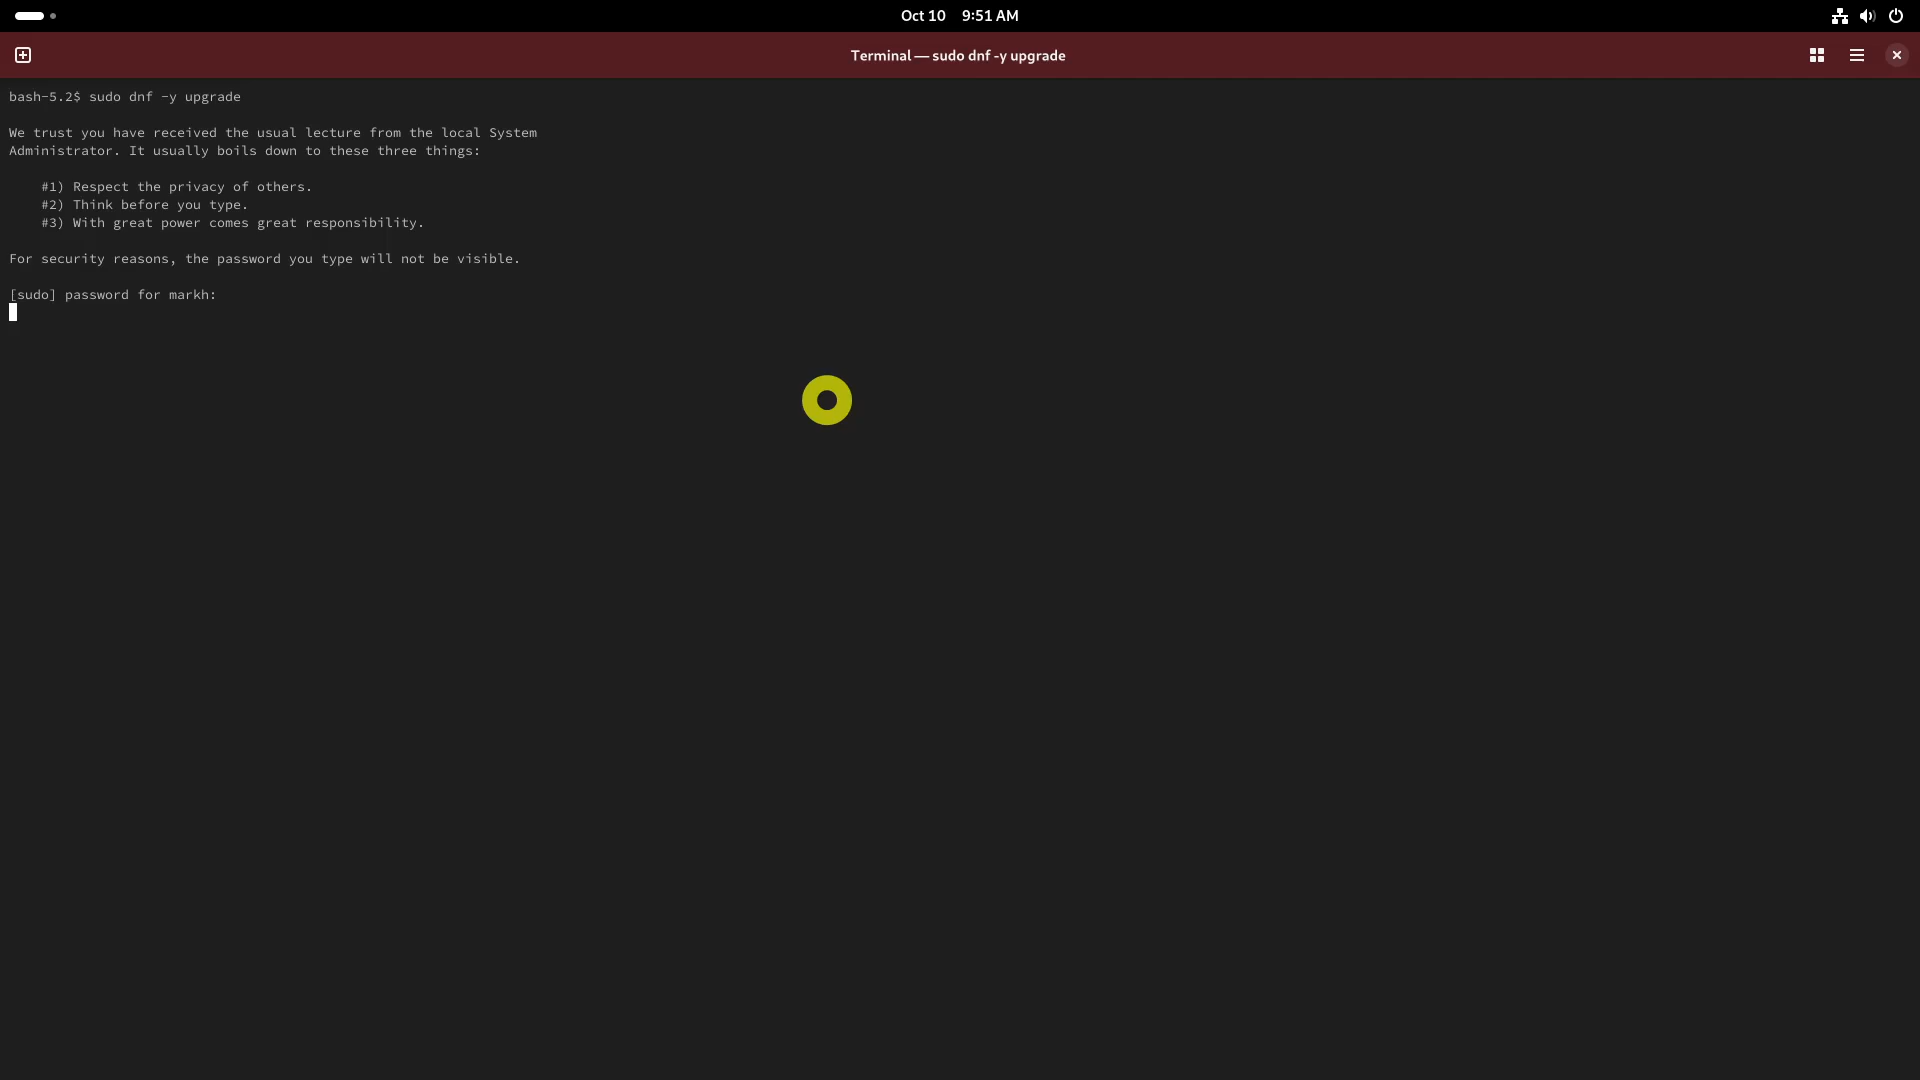 Oct 10 9:51 AM
Terminal — sudo dnf -y upgrade
bash-5.2$ sudo dnf -y upgrade
We trust you have received the usual lecture from the local System
Administrator. It usually boils down to these three things:
#1) Respect the privacy of others.
#2) Think before you type.
#3) With great power comes great responsibility.
For security reasons, the password you type will not be visible.
[sudo] password for markh: